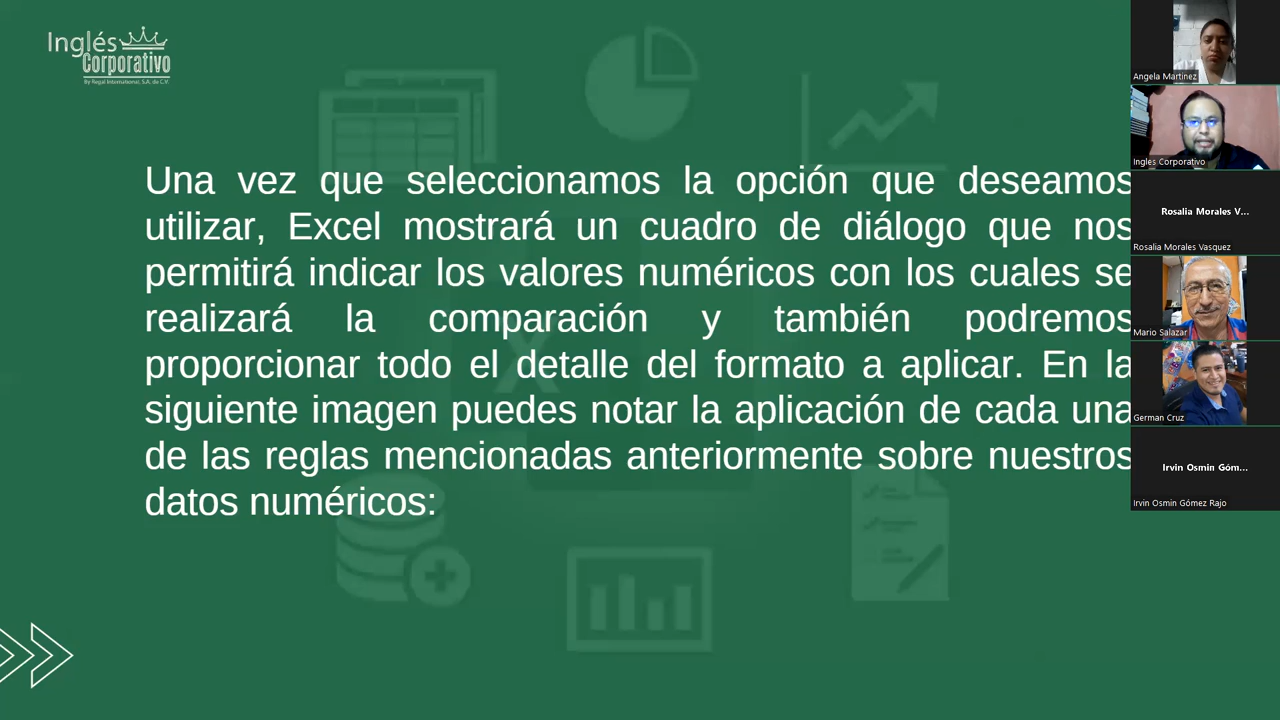 Inglés
Corporativo
By Regal International, S.A. de C.V.
Una vez que seleccionamos la opción que deseamos
utilizar, Excel mostrará un cuadro de diálogo que nos
permitirá indicar los valores numéricos con los cuales se
realizará la comparación y también podremos
proporcionar todo el detalle del formato a aplicar. En la
siguiente imagen puedes notar la aplicación de cada una
de las reglas mencionadas anteriormente sobre nuestros
datos numéricos:
Angela Martinez
Ingles Corporativo
Rosalia Morales V...
Rosalia Morales Vasquez
Mario Salazar
German Cruz
Irvin Osmin Góm...
Irvin Osmin Gómez Rajo